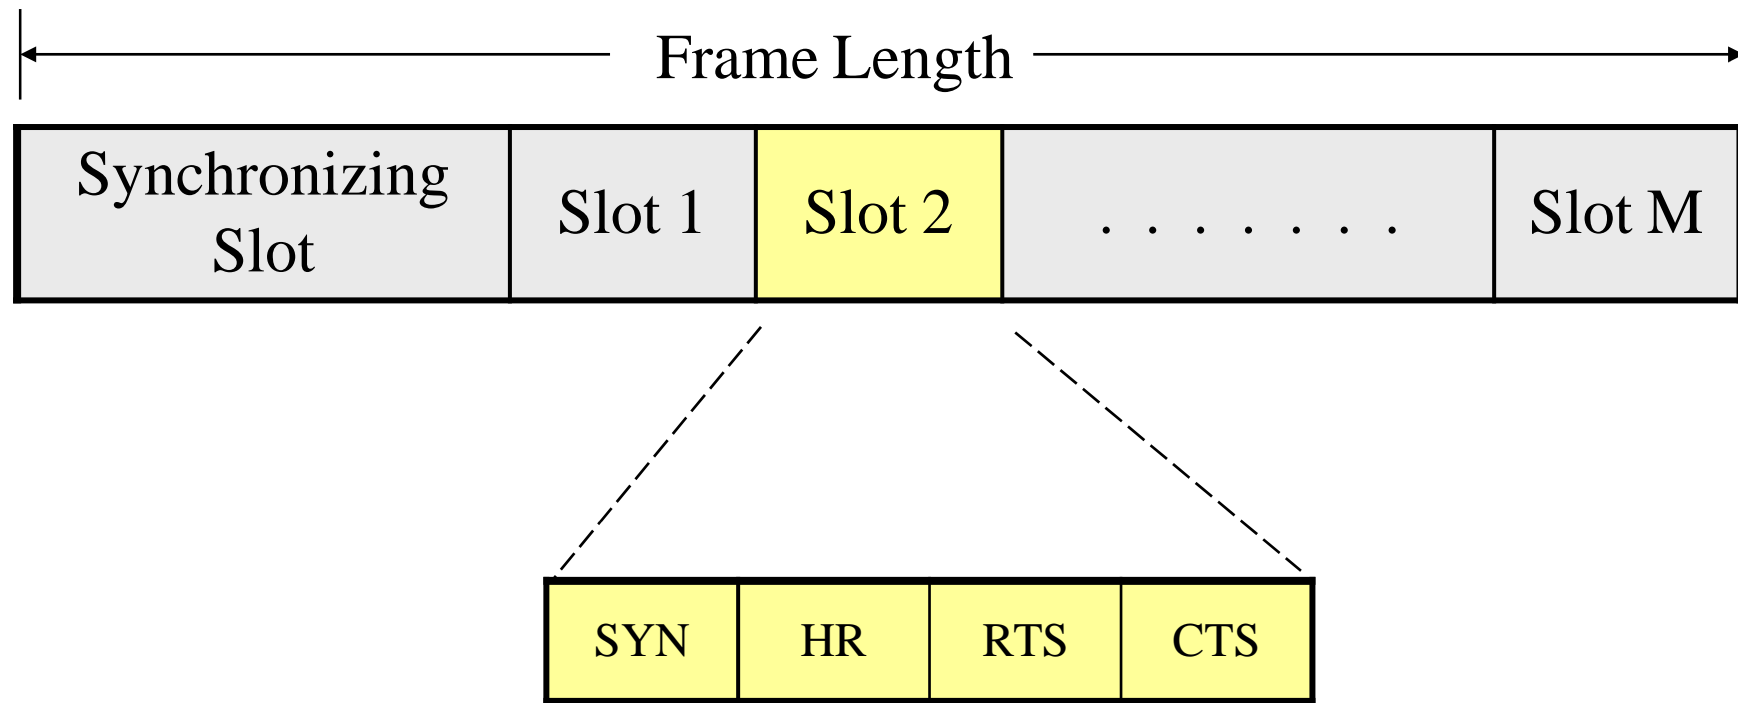 Frame Length
Synchronizing
Slot
Slot 1
Slot 2
. . . . . . .
Slot M
SYN
HR
RTS
CTS